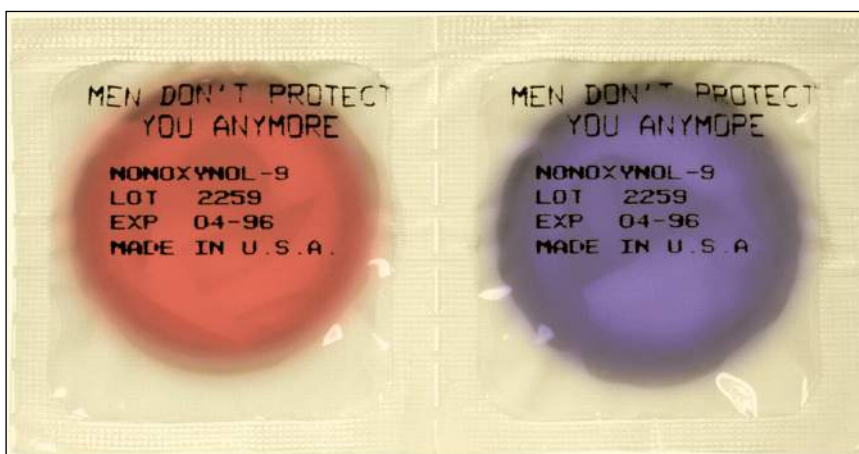 MEN DON'T PROTECT
YOU ANYMORE
NONOXYNOL-9
LOT 2259
EXP 04-96
MADE IN U.S.A.
MEN DON'T PROTECT
YOU ANYMOPE
NONOXYNOL-9
LOT 2259
EXP 04-96
MADE IN U.S.A